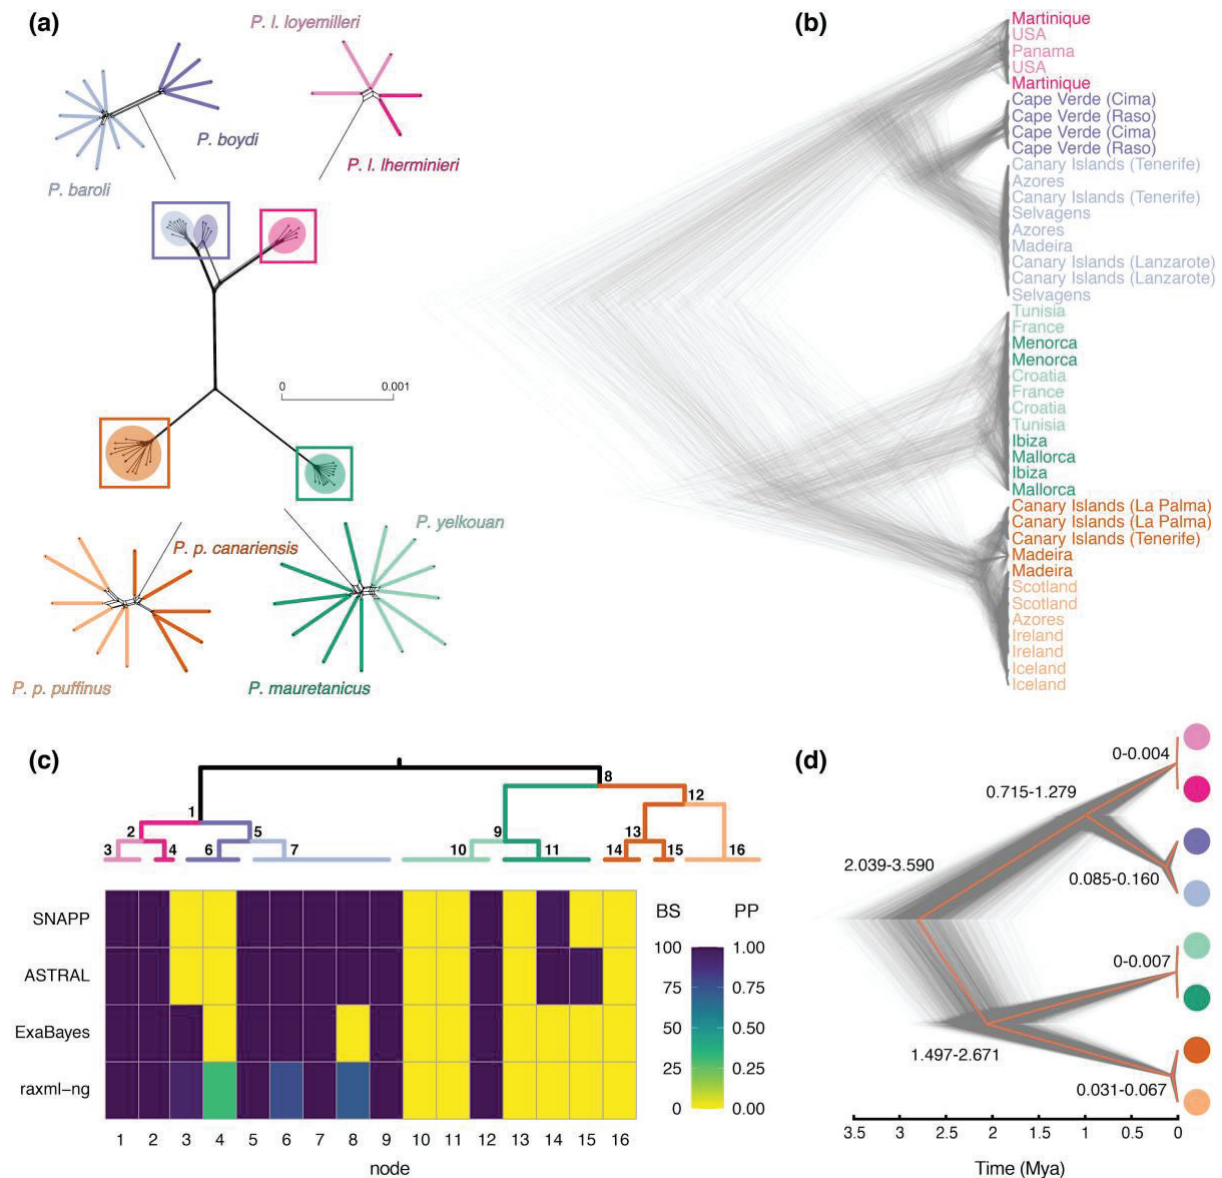 (a)
P. l. loyemilleri
P. boydi
P. l. lherminieri
P. baroli
0 0.001
P. yelkouan
P. p. canariensis
P. p. puffinus
P. mauretanicus
(b)
Martinique
USA
Panama
USA
Martinique
Cape Verde (Cima)
Cape Verde (Raso)
Cape Verde (Cima)
Cape Verde (Raso)
Canary Islands (Tenerife)
Azores
Canary Islands (Tenerife)
Selvagens
Azores
Madeira
Canary Islands (Lanzarote)
Canary Islands (Lanzarote)
Selvagens
Tunisia
France
Menorca
Menorca
Croatia
France
Croatia
Tunisia
Ibiza
Mallorca
Ibiza
Mallorca
Canary Islands (La Palma)
Canary Islands (La Palma)
Canary Islands (Tenerife)
Madeira
Madeira
Scotland
Scotland
Azores
Ireland
Ireland
Iceland
Iceland
(c)
8
12
1
2 5 9 13
3 4 6 7 10 11 14 15 16
SNAPP
ASTRAL
ExaBayes
raxml-ng
1 2 3 4 5 6 7 8 9 10 11 12 13 14 15 16
node
BS PP
100 1.00
75 0.75
50 0.50
25 0.25
0 0.00
(d)
0-0.004
0.715-1.279
2.039-3.590
0.085-0.160
0-0.007
1.497-2.671
0.031-0.067
3.5 3 2.5 2 1.5 1 0.5 0
Time (Mya)